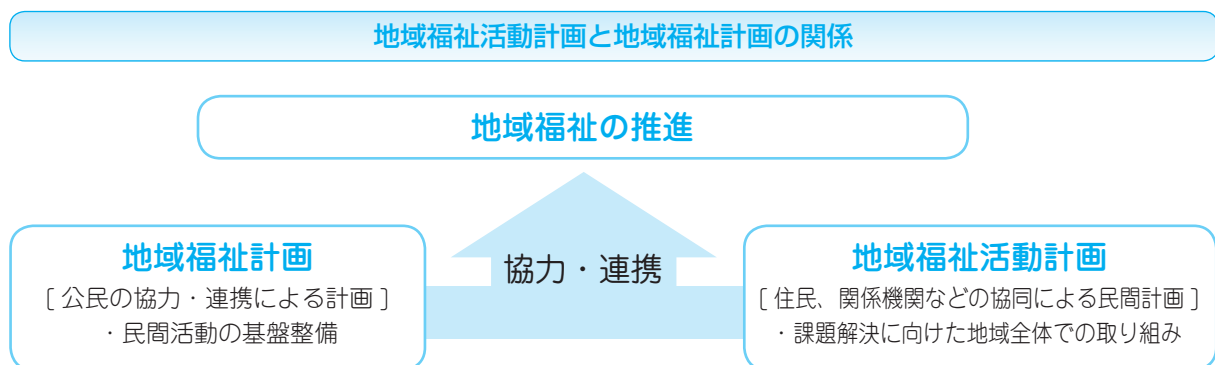 地域福祉活動計画と地域福祉計画の関係
地域福祉の推進
地域福祉計画
[ 公民の協力・連携による計画 ]
・民間活動の基盤整備
協力・連携
地域福祉活動計画
[ 住民、関係機関などの協同による民間計画 ]
・課題解決に向けた地域全体での取り組み